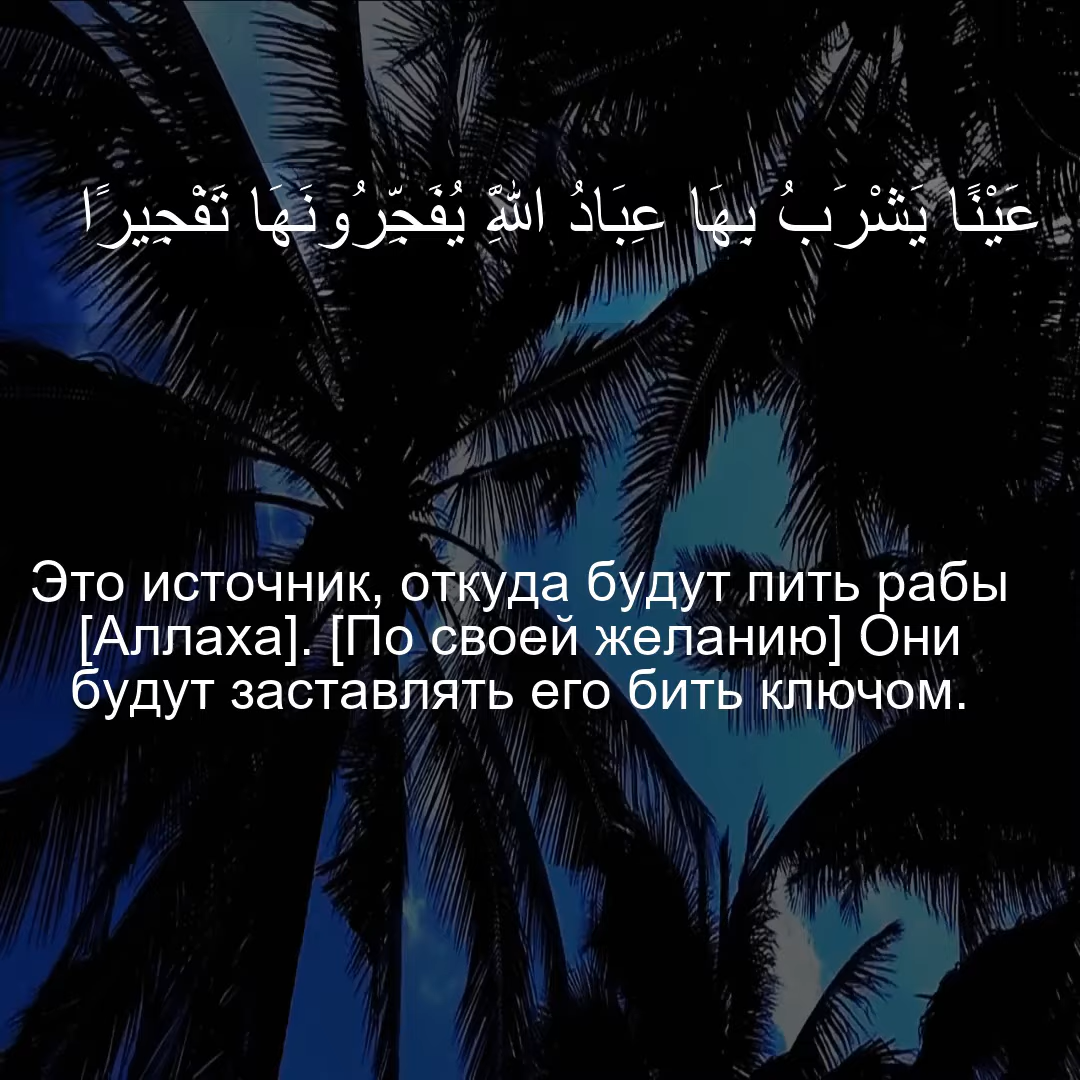 عَيْنًا يَشْرَبُ بِهَا عِبَادُ اللَّهِ يُفَجِّرُونَهَا تَفْجِيرًا
Это источник, откуда будут пить рабы
[Аллаха]. [По своей желанию] Они
будут заставлять его бить ключом.